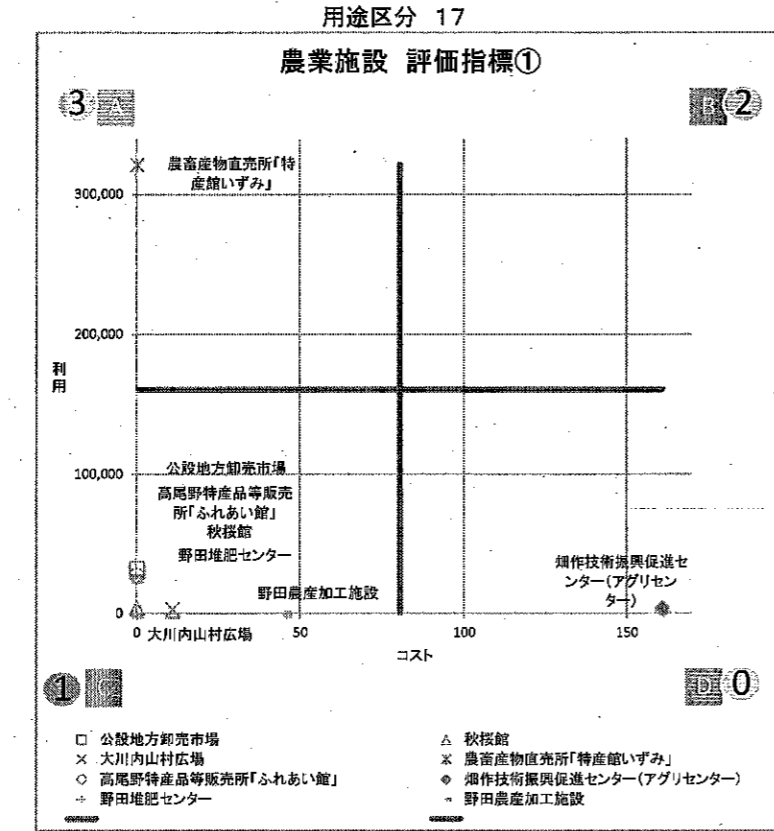 用途区分 17
農業施設 評価指標①
③ A
B ②
農畜産物直売所「特
産館いずみ」
300,000
200,000
利
用
100,000
公設地方卸売市場
高尾野特産品等販売
所「ふれあい館」
秋桜館
野田堆肥センター
野田農産加工施設
畑作技術振興促進セ
ンター(アグリセン
ター)
0
0 大川内山村広場 50 100 150
コスト
① C
D 0
公設地方卸売市場
大川内山村広場
高尾野特産品等販売所「ふれあい館」
野田堆肥センター
秋桜館
農畜産物直売所「特産館いずみ」
畑作技術振興促進センター(アグリセンター)
野田農産加工施設